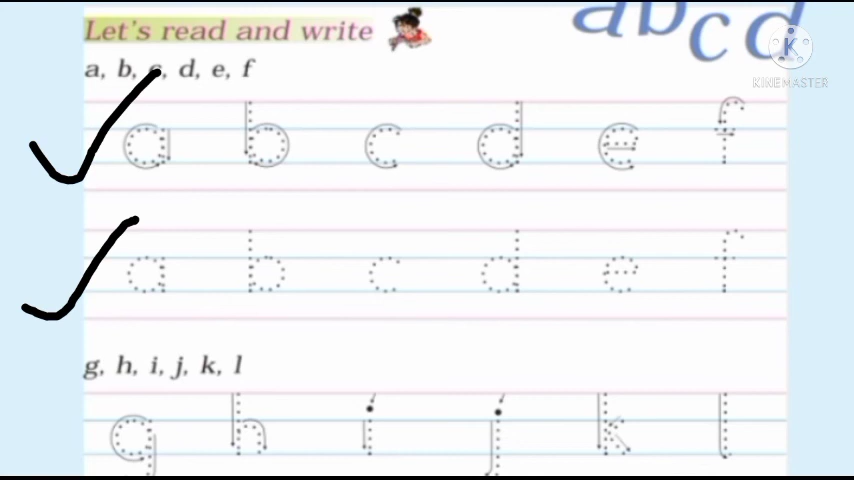 Let's read and write
abcd
K
KINEMASTER
a, b, c, d, e, f
a b c d e f
a b c d e f
g, h, i, j, k, l
g h i j k l